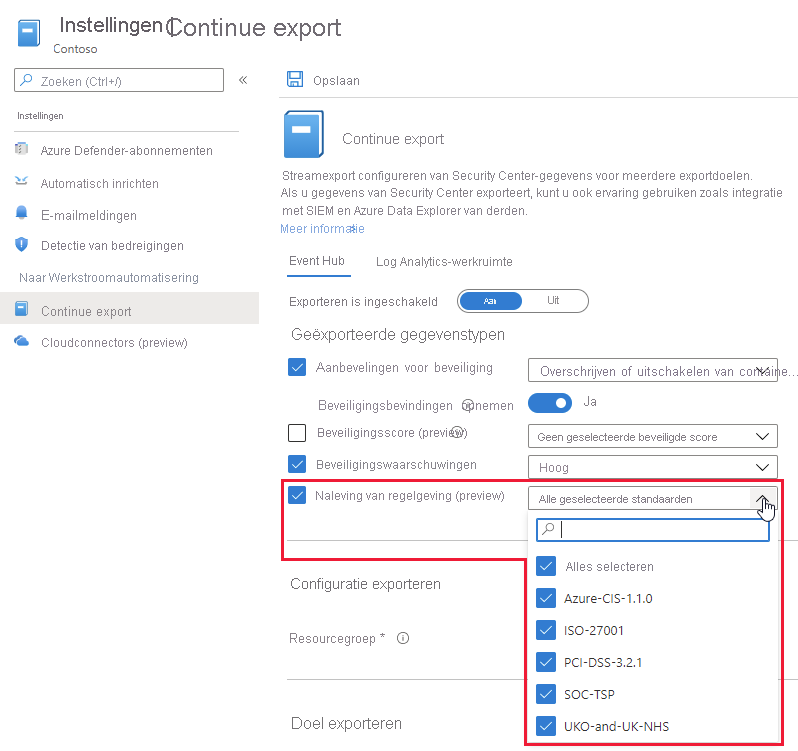 Instellingen | Continue export
Contoso
Zoeken (Ctrl+/)
«
Instellingen
Azure Defender-abonnementen
Automatisch inrichten
E-mailmeldingen
Detectie van bedreigingen
Naar Werkstroomautomatisering
Continue export
Cloudconnectors (preview)
Opslaan
Continue export
Streamexport configureren van Security Center-gegevens voor meerdere exportdoelen.
Als u gegevens van Security Center exporteert, kunt u ook ervaring gebruiken zoals integratie
met SIEM en Azure Data Explorer van derden.
Meer informatie
Event Hub Log Analytics-werkruimte
Exporteren is ingeschakeld Aan Uit
Geëxporteerde gegevenstypen
Aanbevelingen voor beveiliging Overschrijven of uitschakelen van containe...
Beveiligingsbevindingen opnemen Ja
Beveiligingsscore (preview) Geen geselecteerde beveiligde score
Beveiligingswaarschuwingen Hoog
Naleving van regelgeving (preview) Alle geselecteerde standaarden
Alles selecteren
Azure-CIS-1.1.0
ISO-27001
PCI-DSS-3.2.1
SOC-TSP
UKO-and-UK-NHS
Configuratie exporteren
Resourcegroep *
Doel exporteren